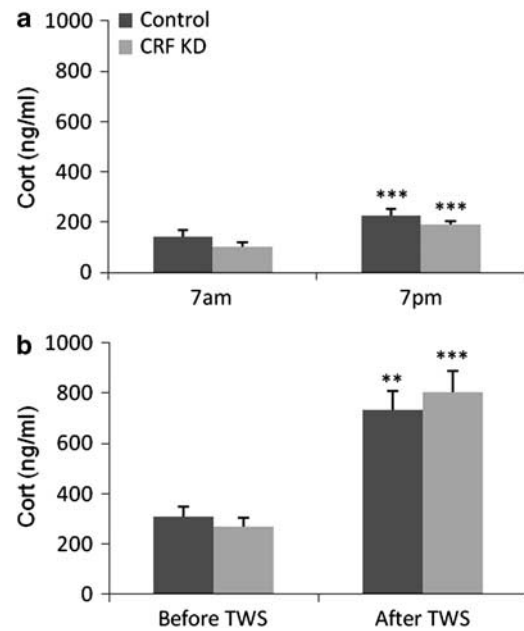 a
Control
CRF KD
Cort (ng/ml)
1000
800
600
400
200
0
*** ***
7am 7pm
b
Cort (ng/ml)
1000
800
600
400
200
0
** ***
Before TWS After TWS